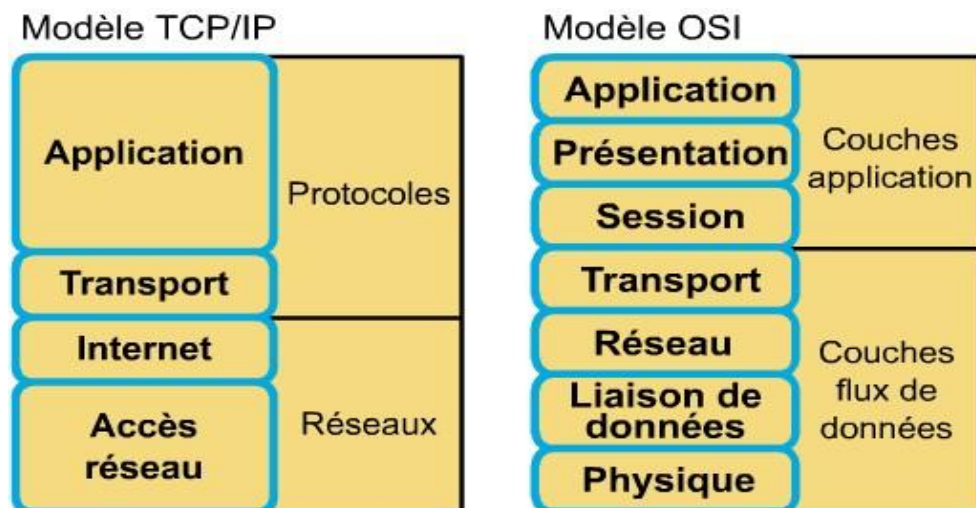 Modèle TCP/IP
Application
Transport
Internet
Accès
réseau
Protocoles
Réseaux
Modèle OSI
Application
Présentation
Session
Transport
Réseau
Liaison de
données
Physique
Couches
application
Couches
flux de
données